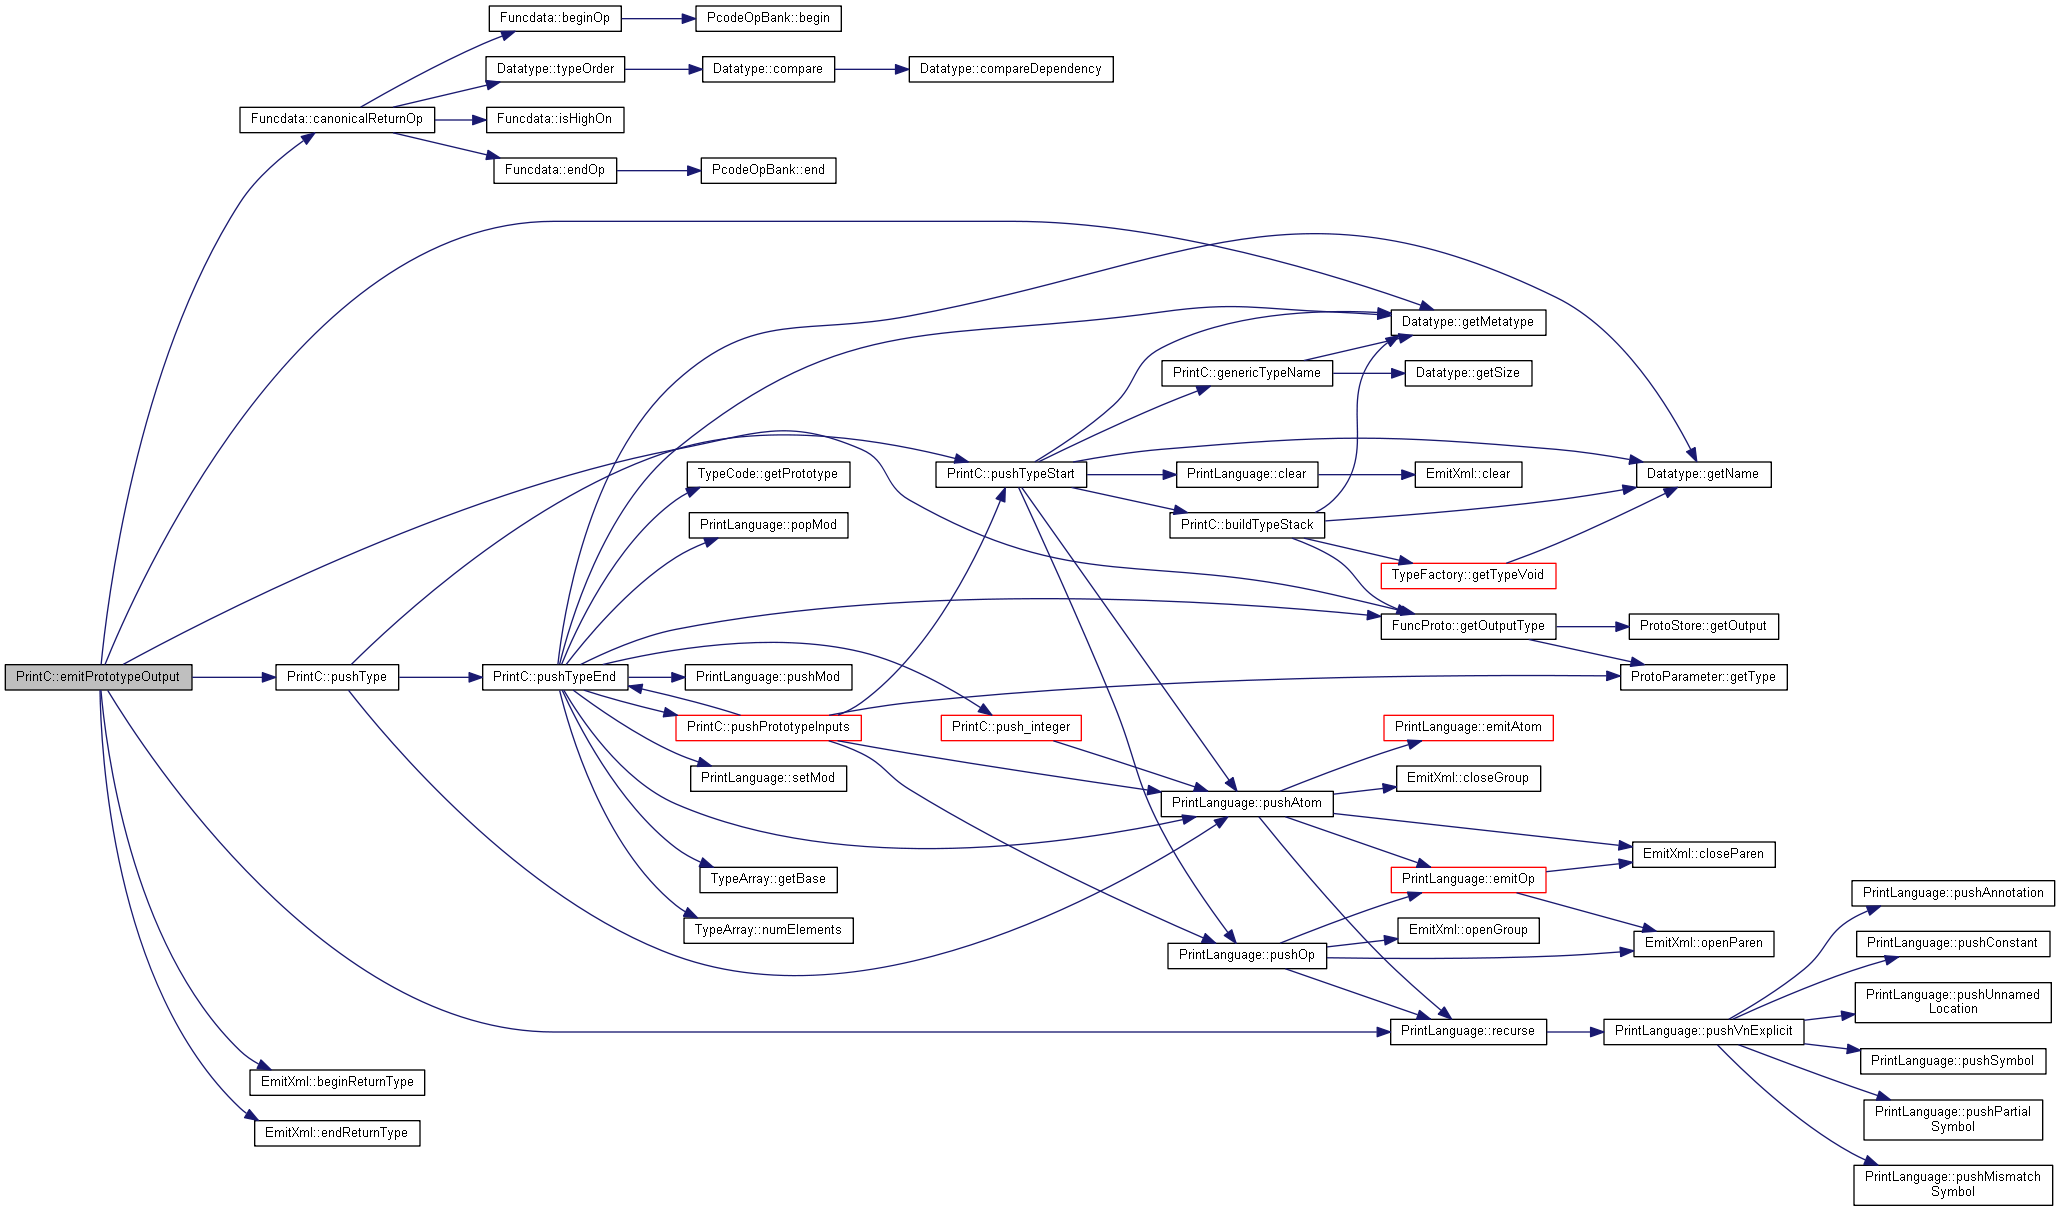 Funcdata::beginOp
PcodeOpBank::begin
Datatype::typeOrder
Datatype::compare
Datatype::compareDependency
Funcdata::canonicalReturnOp
Funcdata::isHighOn
Funcdata::endOp
PcodeOpBank::end
Datatype::getMetatype
PrintC::genericTypeName
Datatype::getSize
TypeCode::getPrototype
PrintC::pushTypeStart
PrintLanguage::clear
EmitXml::clear
Datatype::getName
PrintLanguage::popMod
PrintC::buildTypeStack
TypeFactory::getTypeVoid
FuncProto::getOutputType
ProtoStore::getOutput
PrintC::emitPrototypeOutput
PrintC::pushType
PrintC::pushTypeEnd
PrintLanguage::pushMod
ProtoParameter::getType
PrintC::pushPrototypeInputs
PrintC::push_integer
PrintLanguage::emitAtom
PrintLanguage::setMod
EmitXml::closeGroup
PrintLanguage::pushAtom
EmitXml::closeParen
TypeArray::getBase
PrintLanguage::emitOp
PrintLanguage::pushAnnotation
TypeArray::numElements
EmitXml::openGroup
EmitXml::openParen
PrintLanguage::pushConstant
PrintLanguage::pushOp
PrintLanguage::pushUnnamed
Location
PrintLanguage::recurse
PrintLanguage::pushVnExplicit
PrintLanguage::pushSymbol
EmitXml::beginReturnType
PrintLanguage::pushPartial
Symbol
EmitXml::endReturnType
PrintLanguage::pushMismatch
Symbol